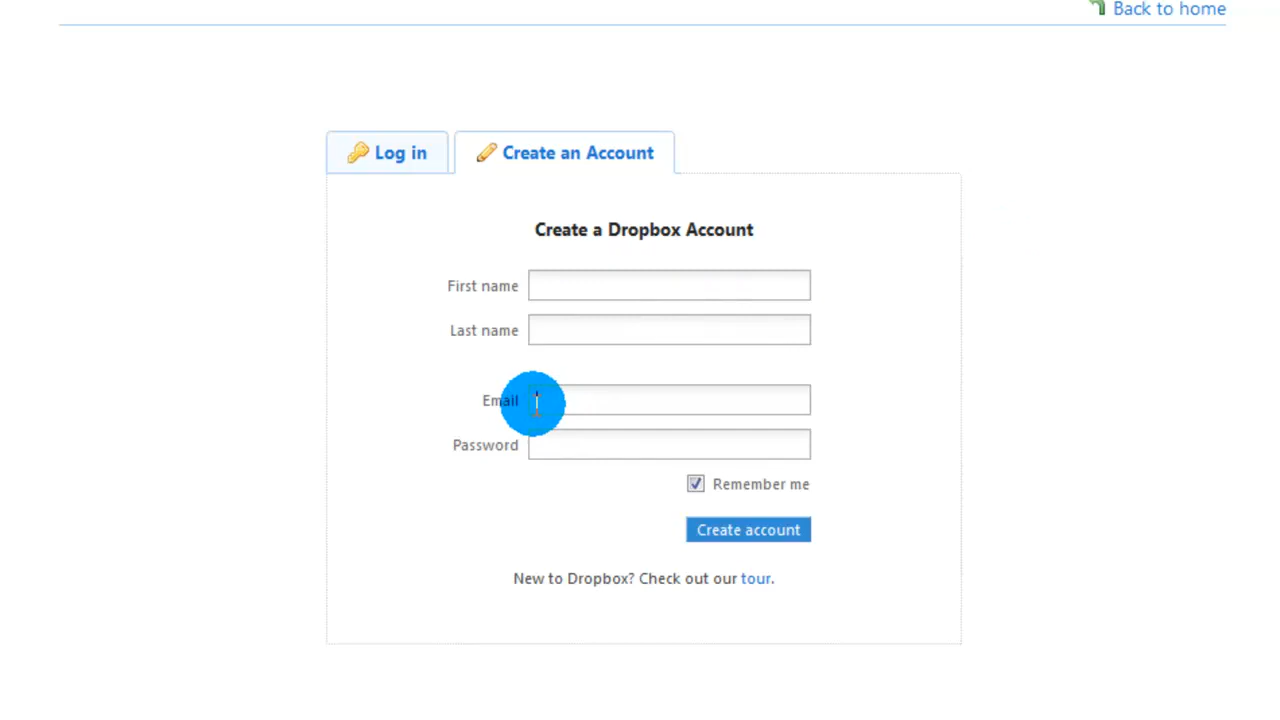 Back to home
Log in
Create an Account
Create a Dropbox Account
First name
Last name
Email
Password
Remember me
Create account
New to Dropbox? Check out our tour.